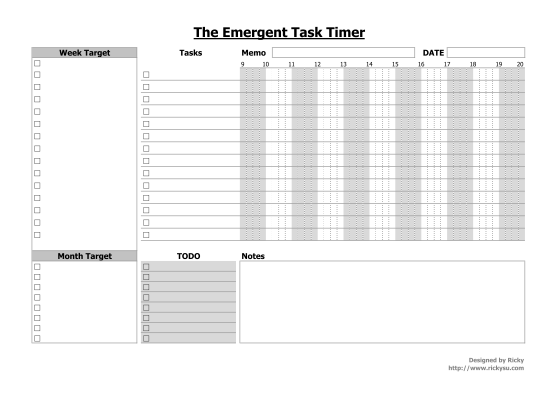 The Emergent Task Timer
Week Target Tasks Memo DATE
9 10 11 12 13 14 15 16 17 18 19 20
Month Target TODO Notes
Designed by Ricky
http://www.rickysu.com